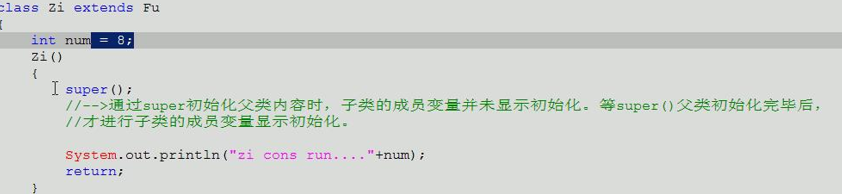 class Zi extends Fu
{
int num = 8;
Zi()
{
super();
//-->通过super初始化父类内容时，子类的成员变量并未显示初始化。等super()父类初始化完毕后，
//才进行子类的成员变量显示初始化。
System.out.println("zi cons run...."+num);
return;
}